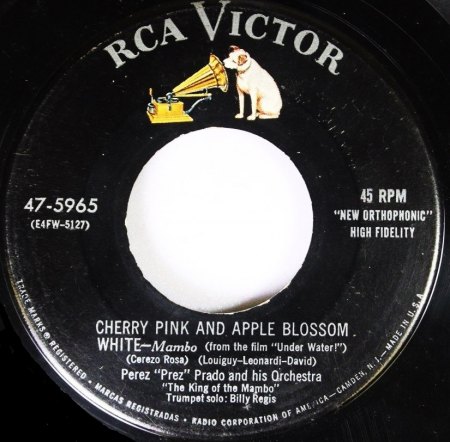 RCA VICTOR
47-5965
(E4FW-5127)
45 RPM
"NEW ORTHOPHONIC"
HIGH FIDELITY
CHERRY PINK AND APPLE BLOSSOM
WHITE—Mambo (from the film "Under Water!")
(Cerezo Rosa) (Louiguy-Leonardi-David)
Perez "Prez" Prado and his Orchestra
"The King of the Mambo"
Trumpet solo: Billy Regis
TRADE MARKS ® REGISTERED • MARCAS REGISTRADAS • RADIO CORPORATION OF AMERICA—CAMDEN, N.J.—MADE IN U.S.A.